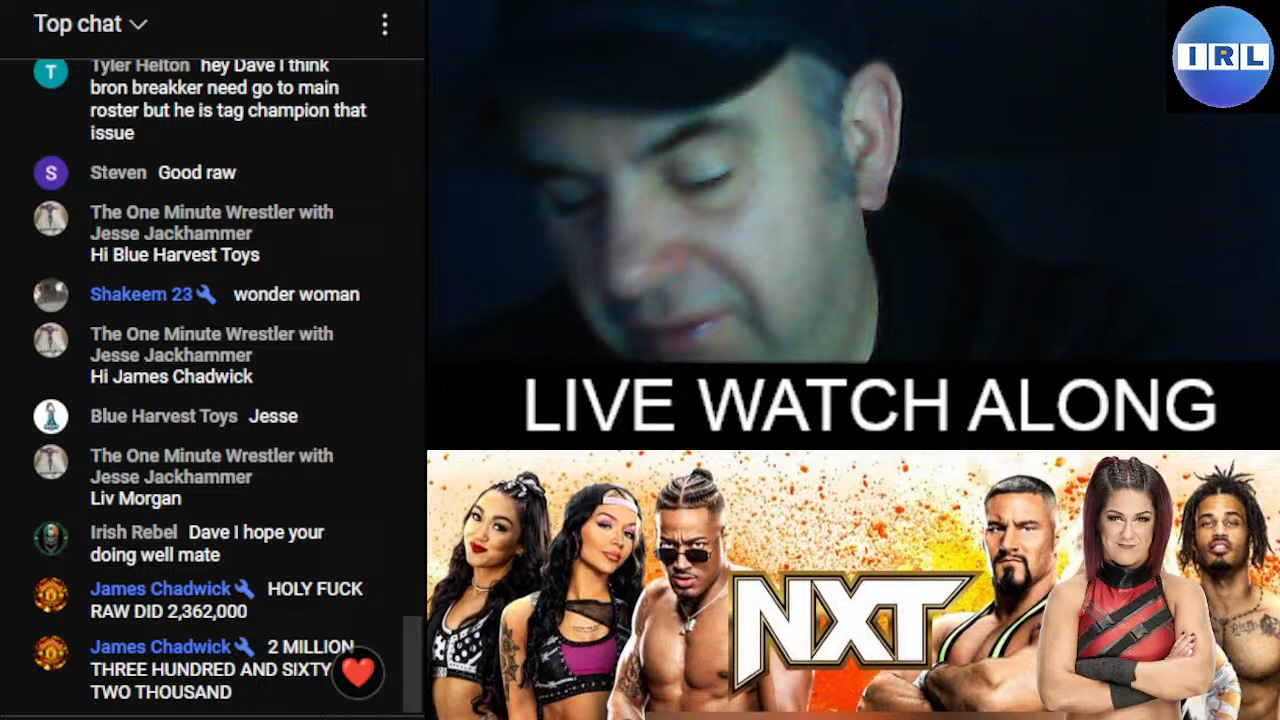 Top chat
T
Tyler Helton hey Dave I think
bron breakker need go to main
roster but he is tag champion that
issue
S
Steven Good raw
The One Minute Wrestler with
Jesse Jackhammer
Hi Blue Harvest Toys
Shakeem 23 wonder woman
The One Minute Wrestler with
Jesse Jackhammer
Hi James Chadwick
Blue Harvest Toys Jesse
The One Minute Wrestler with
Jesse Jackhammer
Liv Morgan
Irish Rebel Dave I hope your
doing well mate
James Chadwick HOLY FUCK
RAW DID 2,362,000
James Chadwick 2 MILLION
THREE HUNDRED AND SIXTY
TWO THOUSAND
IRL
LIVE WATCH ALONG
NXT